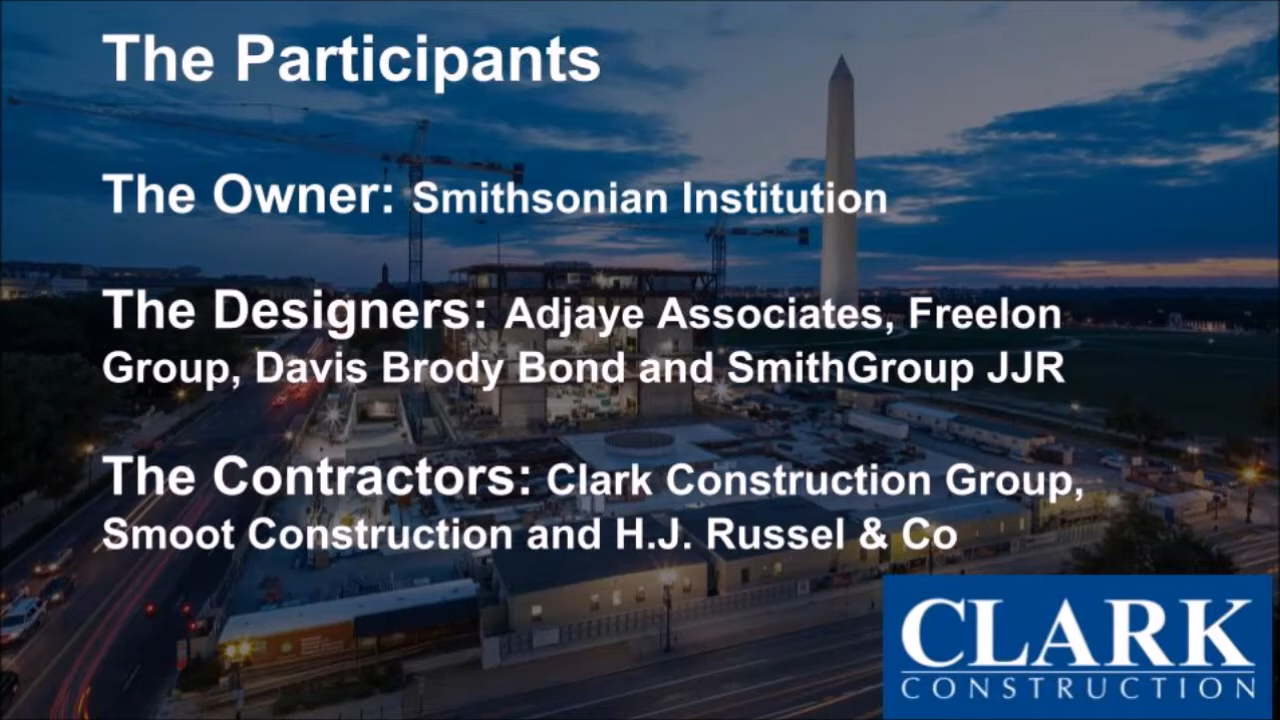 The Participants
The Owner: Smithsonian Institution
The Designers: Adjaye Associates, Freelon
Group, Davis Brody Bond and SmithGroup JJR
The Contractors: Clark Construction Group,
Smoot Construction and H.J. Russel & Co
CLARK
CONSTRUCTION